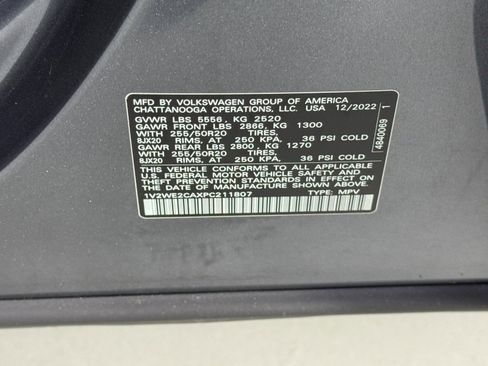 MFD BY VOLKSWAGEN GROUP OF AMERICA
CHATTANOOGA OPERATIONS, LLC. USA 12/2022
GVWR LBS 5556, KG 2520
GAWR FRONT LBS 2866, KG 1300
WITH 255/50R20 TIRES,
8JX20 RIMS, AT 250 KPA, 36 PSI COLD
GAWR REAR LBS 2800, KG 1270
WITH 255/50R20 TIRES,
8JX20 RIMS, AT 250 KPA, 36 PSI COLD
THIS VEHICLE CONFORMS TO ALL APPLICABLE
U.S. FEDERAL MOTOR VEHICLE SAFETY AND
THEFT PREVENTION STANDARDS IN EFFECT
ON THE DATE OF MANUFACTURE SHOWN ABOVE.
1V2WE2CAXPC211807 TYPE: MPV
4840069 1